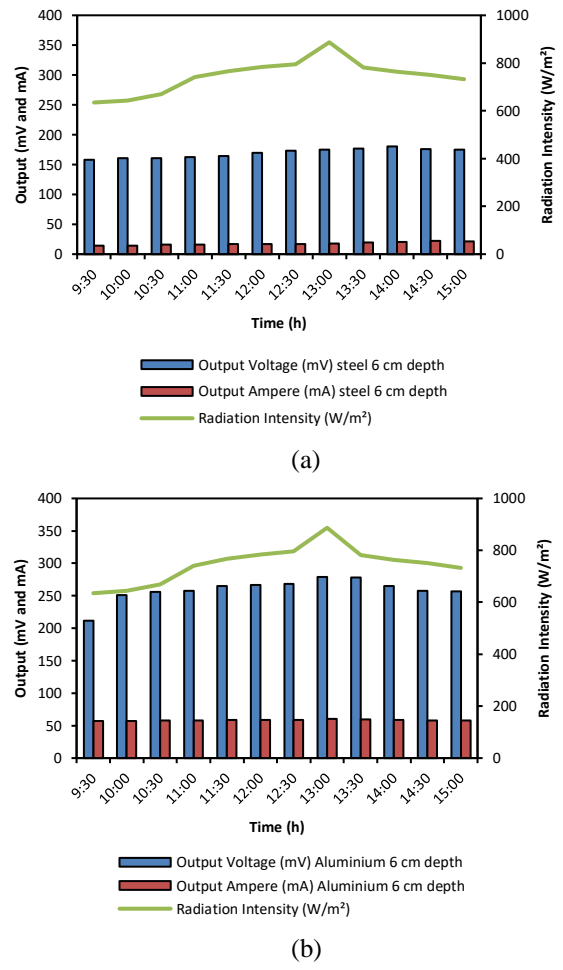 400
350
300
250
200
150
100
50
0
Output (mV and mA)
1000
800
600
400
200
0
Radiation Intensity (W/m²)
9:30 10:00 10:30 11:00 11:30 12:00 12:30 13:00 13:30 14:00 14:30 15:00
Time (h)
Output Voltage (mV) steel 6 cm depth
Output Ampere (mA) steel 6 cm depth
Radiation Intensity (W/m²)
(a)
400
350
300
250
200
150
100
50
0
Output (mV and mA)
1000
800
600
400
200
0
Radiation Intensity (W/m²)
9:30 10:00 10:30 11:00 11:30 12:00 12:30 13:00 13:30 14:00 14:30 15:00
Time (h)
Output Voltage (mV) Aluminium 6 cm depth
Output Ampere (mA) Aluminium 6 cm depth
Radiation Intensity (W/m²)
(b)